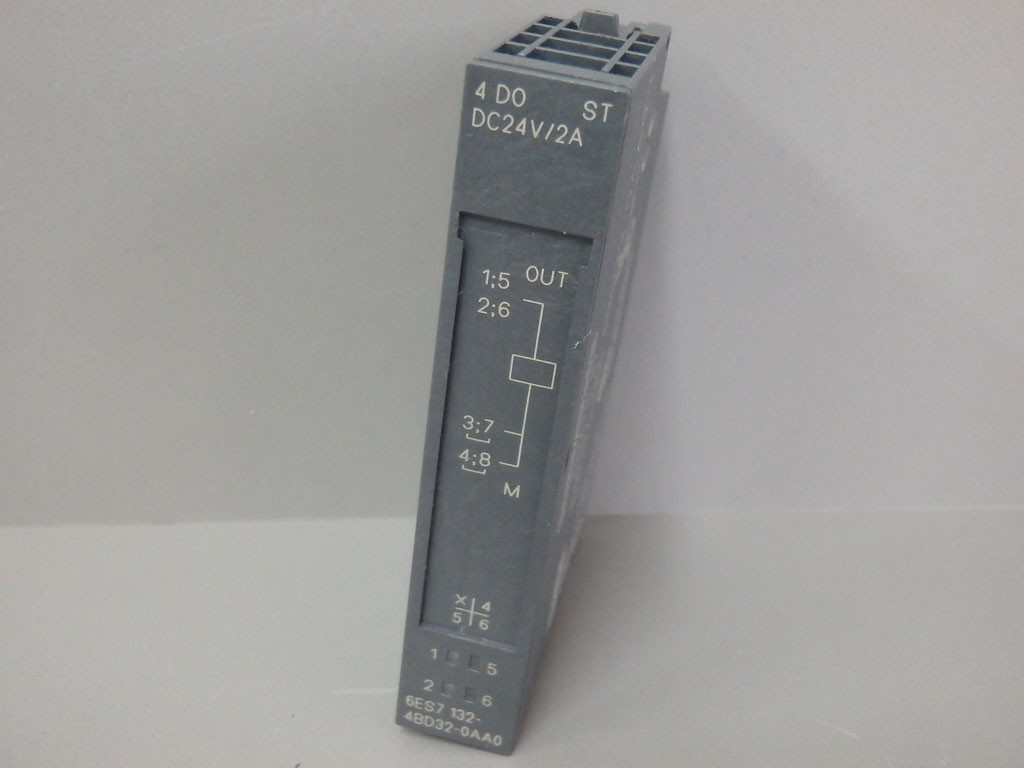 4 DO ST
DC24V/2A
1;5 OUT
2;6
3;7
4;8
M
X 4
5 6
1 5
2 6
6ES7 132-
4BD32-0AA0